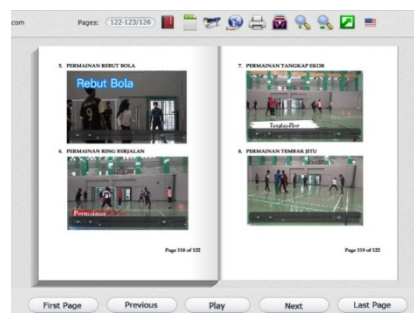 com
Pages:
122-123/126
5. PERMAINAN REBUT BOLA
Rebut Bola
6. PERMAINAN RING BERJALAN
Page 118 of 122
7. PERMAINAN TANGKAP EKOR
Tangkap Ekor
8. PERMAINAN TEMBAK JITU
Page 119 of 122
First Page
Previous
Play
Next
Last Page